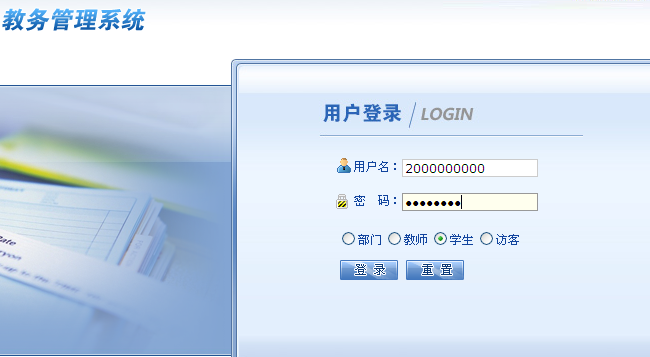 教务管理系统
用户登录 LOGIN
用户名：2000000000
密 码：●●●●●●●●
部门 教师 学生 访客
登 录 重 置